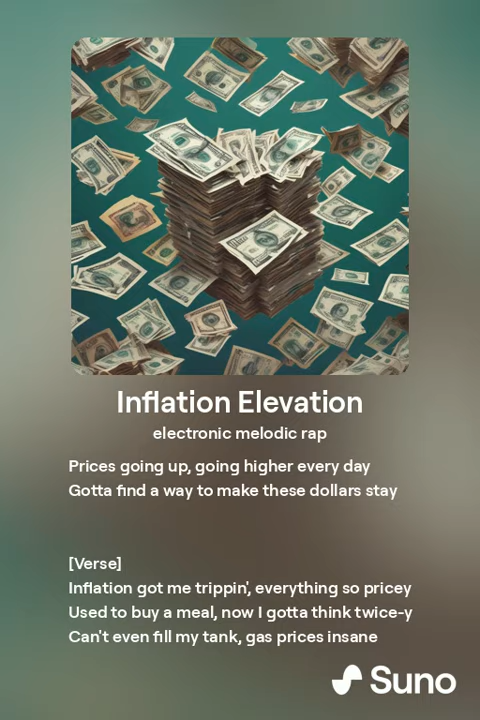 Inflation Elevation
electronic melodic rap
Prices going up, going higher every day
Gotta find a way to make these dollars stay
[Verse]
Inflation got me trippin', everything so pricey
Used to buy a meal, now I gotta think twice-y
Can't even fill my tank, gas prices insane
Suno